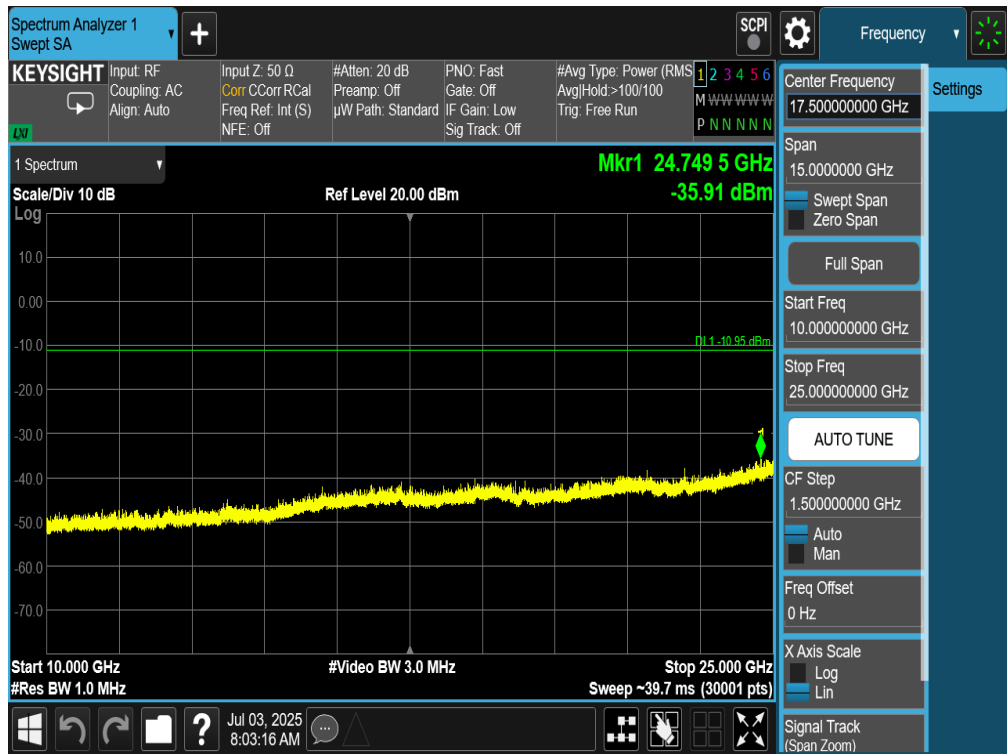 Spectrum Analyzer 1
Swept SA
+
SCPI
Frequency
KEYSIGHT
LXI
Input: RF
Coupling: AC
Align: Auto
Input Z: 50 Ω
Corr CCorr RCal
Freq Ref: Int (S)
NFE: Off
#Atten: 20 dB
Preamp: Off
µW Path: Standard
PNO: Fast
Gate: Off
IF Gain: Low
Sig Track: Off
#Avg Type: Power (RMS
Avg|Hold:>100/100
Trig: Free Run
1 2 3 4 5 6
M W W W W W
P N N N N N
1 Spectrum
Scale/Div 10 dB
Log
Ref Level 20.00 dBm
Mkr1 24.749 5 GHz
-35.91 dBm
10.0
0.00
-10.0
DL1 -10.95 dBm
-20.0
-30.0
1
-40.0
-50.0
-60.0
-70.0
Start 10.000 GHz
#Video BW 3.0 MHz
Stop 25.000 GHz
#Res BW 1.0 MHz
Sweep ~39.7 ms (30001 pts)
Center Frequency
17.500000000 GHz
Settings
Span
15.0000000 GHz
Swept Span
Zero Span
Full Span
Start Freq
10.000000000 GHz
Stop Freq
25.000000000 GHz
AUTO TUNE
CF Step
1.500000000 GHz
Auto
Man
Freq Offset
0 Hz
X Axis Scale
Log
Lin
Signal Track
(Span Zoom)
?
Jul 03, 2025
8:03:16 AM